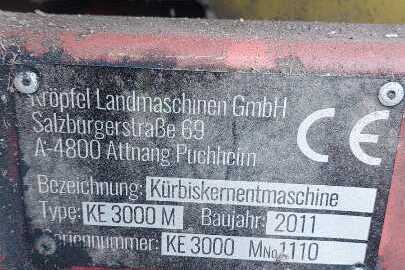 Kröpfel Landmaschinen GmbH
Salzburgerstraße 69
A-4800 Attnang Puchheim
CE
Bezeichnung: Kürbiskernentmaschine
Type: KE 3000 M Baujahr: 2011
Seriennummer: KE 3000 MNo 1110